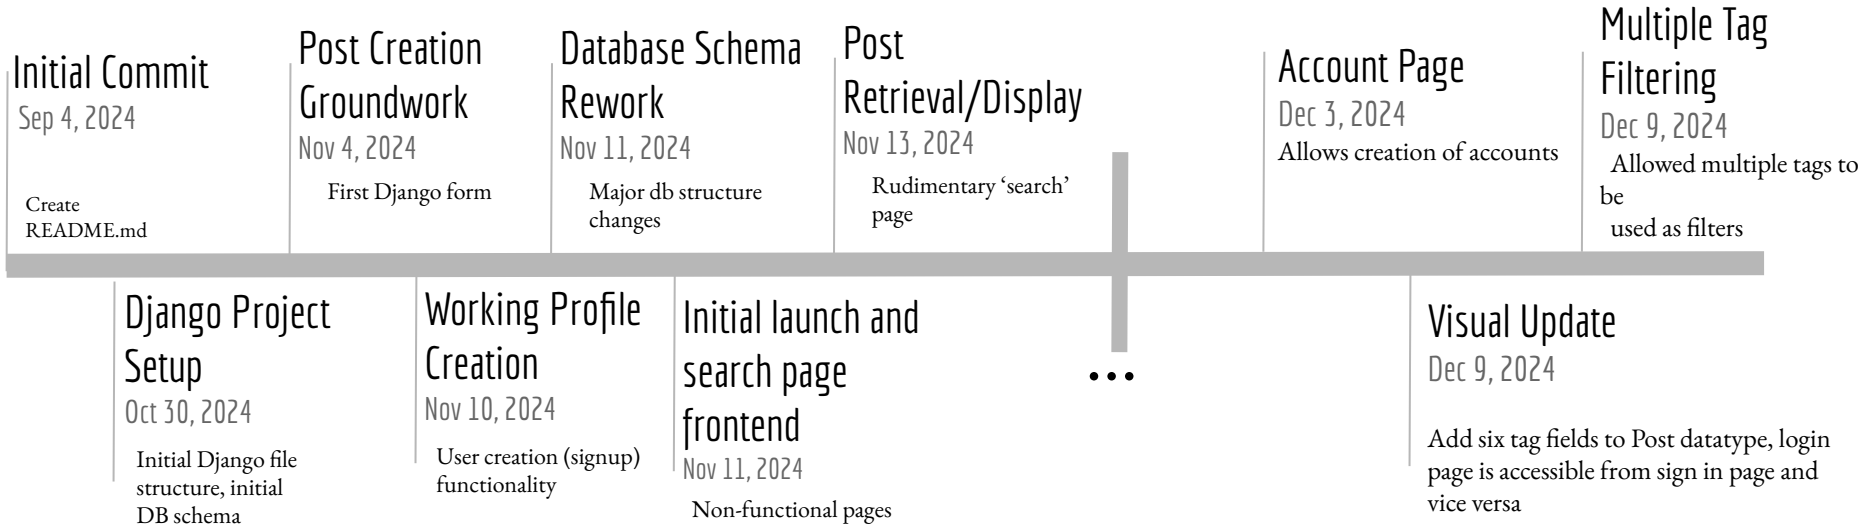 Initial Commit
Sep 4, 2024
Create
README.md
Django Project
Setup
Oct 30, 2024
Initial Django file
structure, initial
DB schema
Post Creation
Groundwork
Nov 4, 2024
First Django form
Working Profile
Creation
Nov 10, 2024
User creation (signup)
functionality
Database Schema
Rework
Nov 11, 2024
Major db structure
changes
Initial launch and
search page
frontend
Nov 11, 2024
Non-functional pages
Post
Retrieval/Display
Nov 13, 2024
Rudimentary ‘search’
page
...
Account Page
Dec 3, 2024
Allows creation of accounts
Visual Update
Dec 9, 2024
Add six tag fields to Post datatype, login
page is accessible from sign in page and
vice versa
Multiple Tag
Filtering
Dec 9, 2024
Allowed multiple tags to
be
used as filters